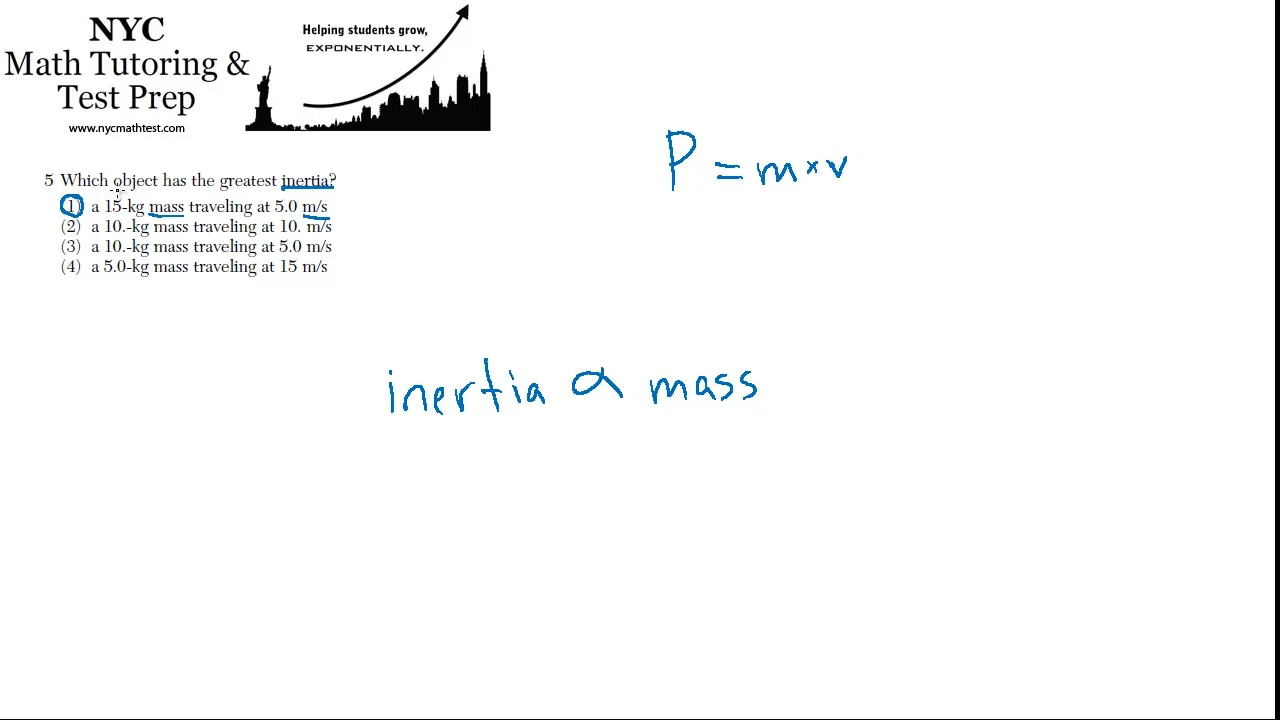 NYC
Math Tutoring &
Test Prep
www.nycmathtest.com
Helping students grow,
EXPONENTIALLY.
5 Which object has the greatest inertia?
(1) a 15-kg mass traveling at 5.0 m/s
(2) a 10.-kg mass traveling at 10. m/s
(3) a 10.-kg mass traveling at 5.0 m/s
(4) a 5.0-kg mass traveling at 15 m/s
P = m × v
inertia ∝ mass